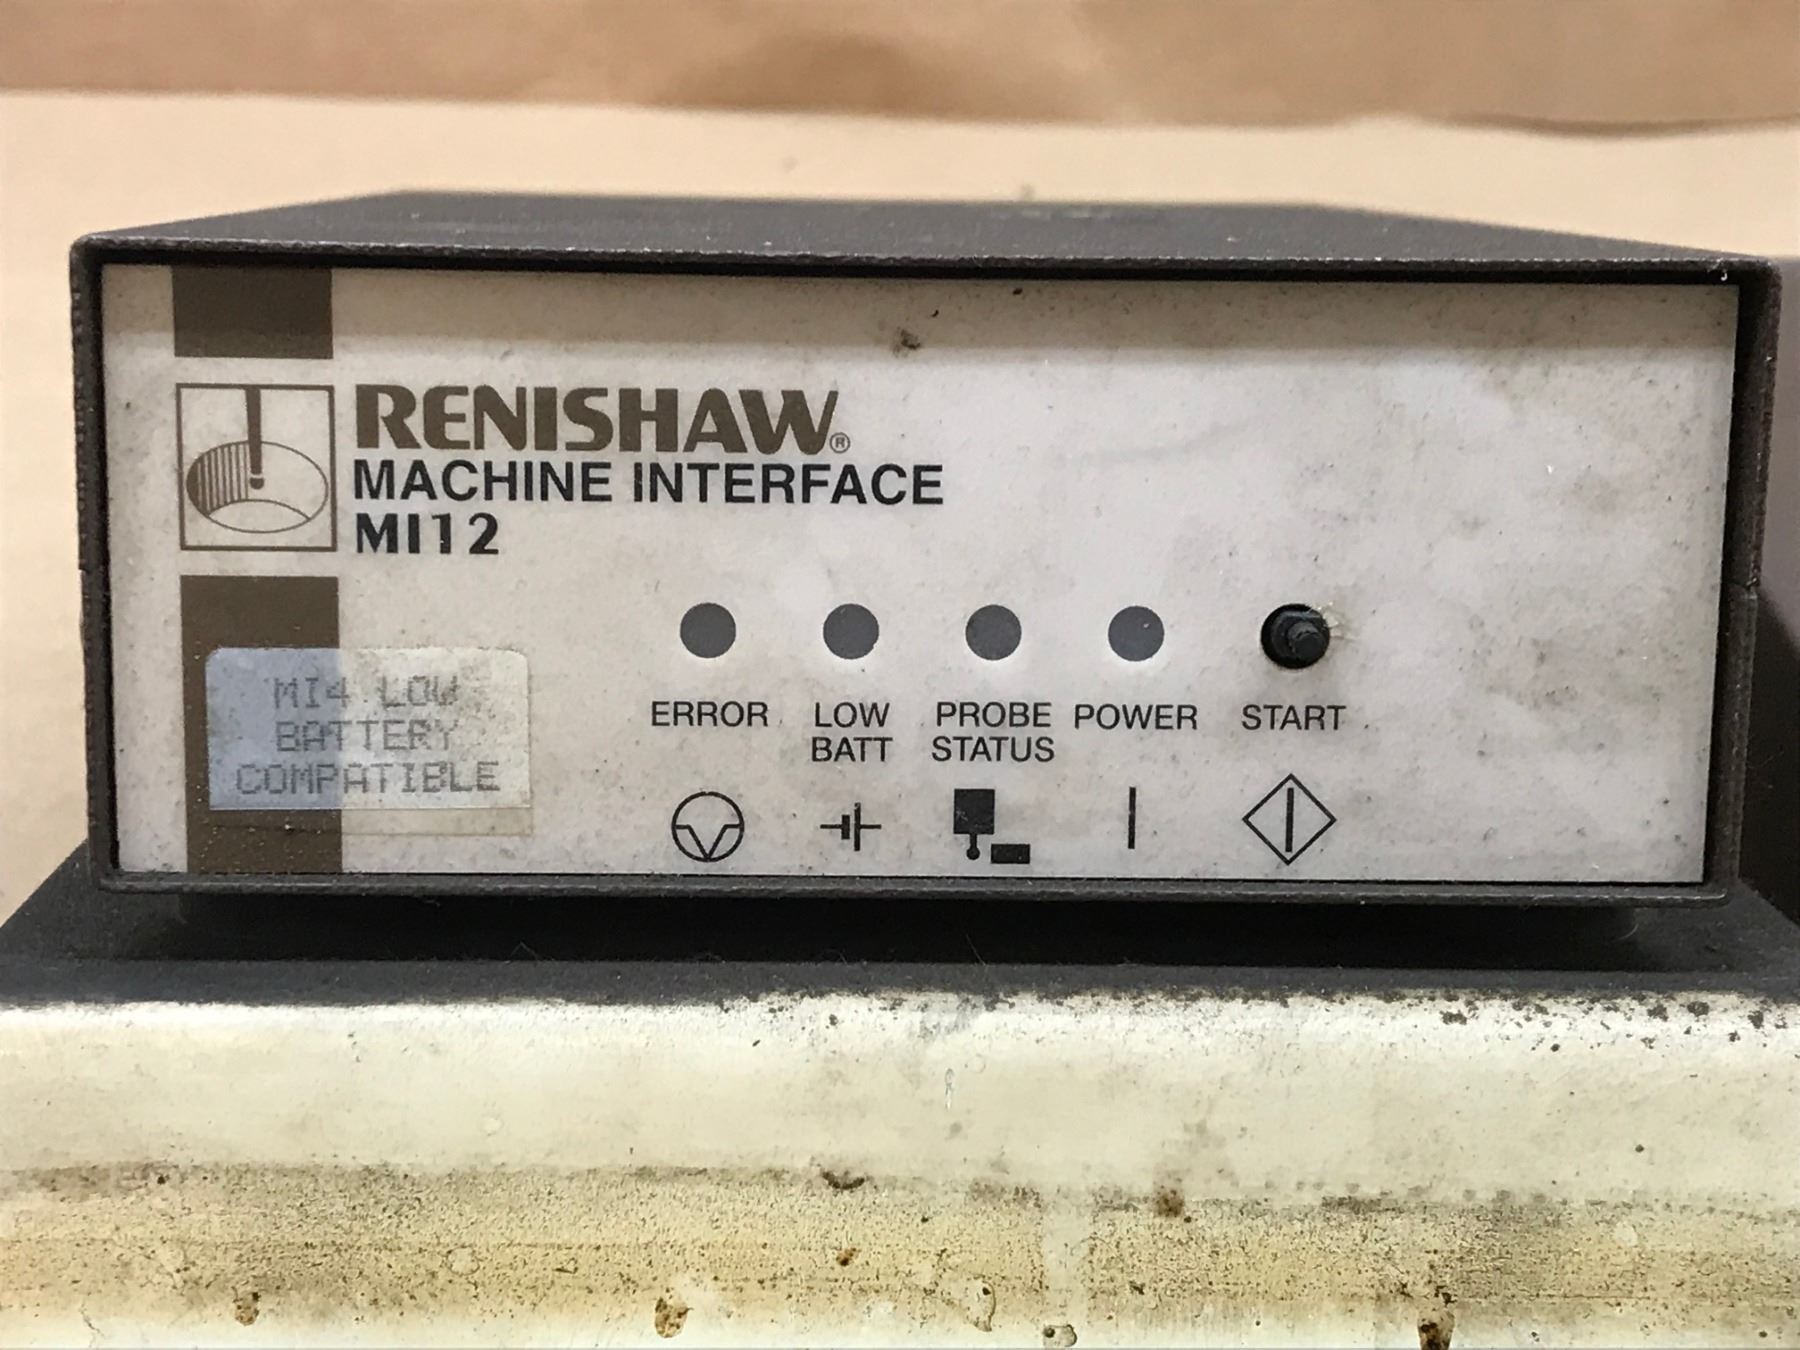 RENISHAW®
MACHINE INTERFACE
MI12
MI4 LOW
BATTERY
COMPATIBLE
ERROR
LOW
BATT
PROBE
STATUS
POWER
START